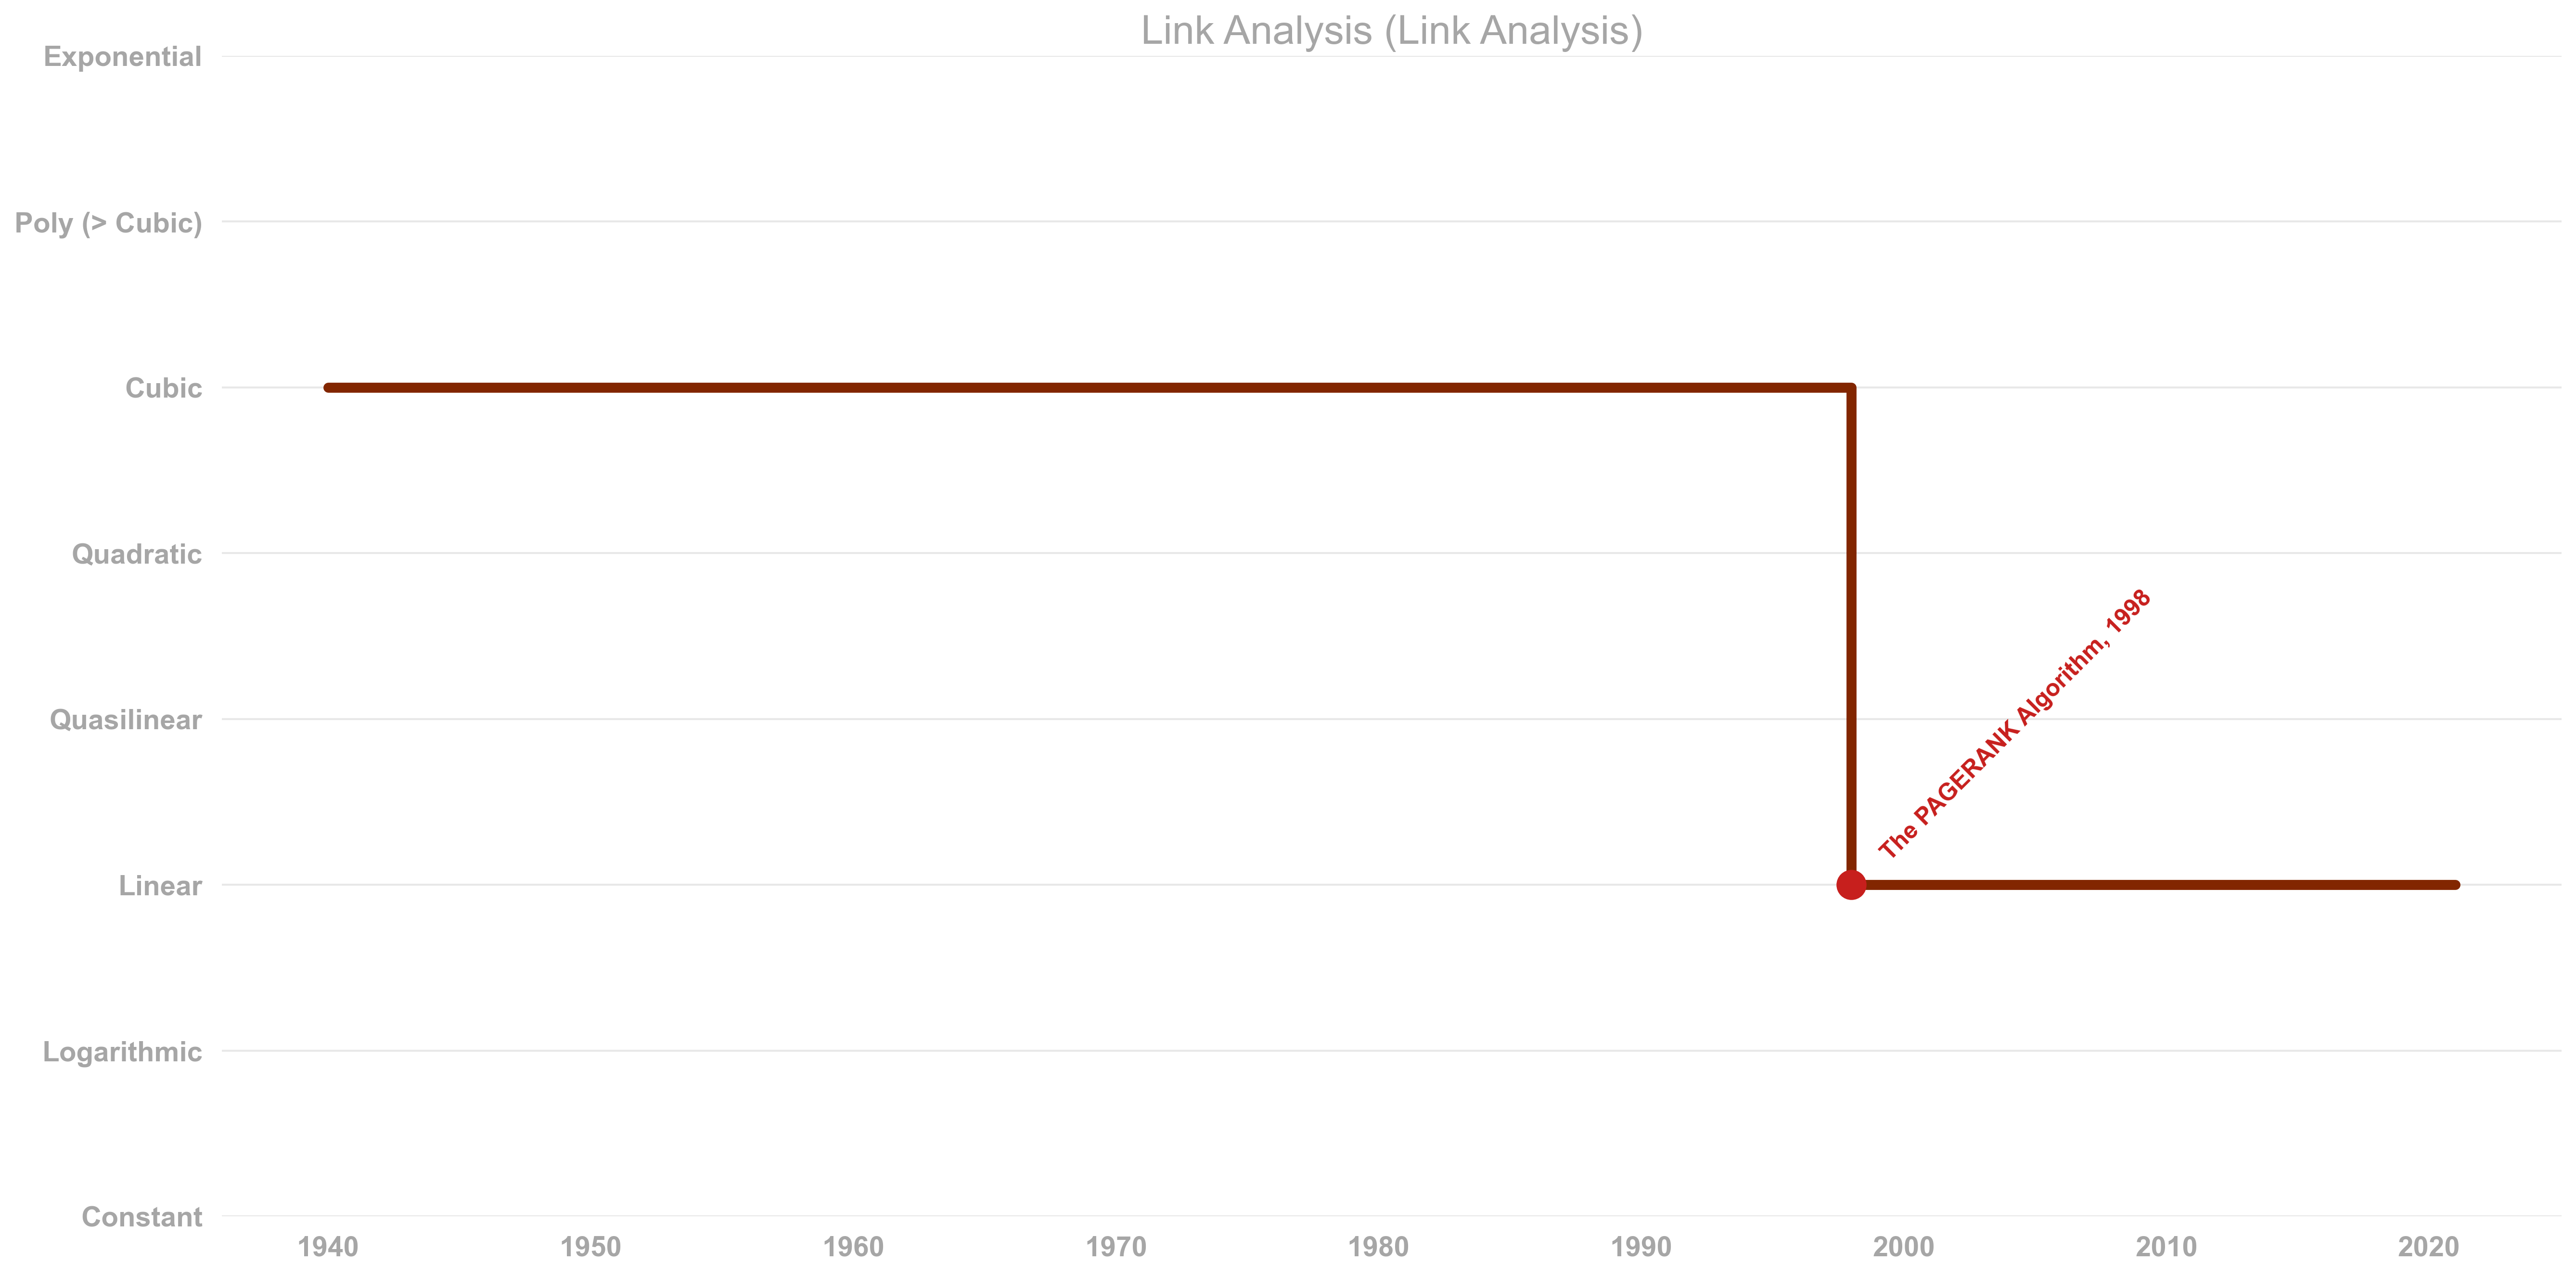 Link Analysis (Link Analysis)
Exponential
Poly (> Cubic)
Cubic
Quadratic
Quasilinear
Linear
Logarithmic
Constant
The PAGERANK Algorithm, 1998
1940 1950 1960 1970 1980 1990 2000 2010 2020